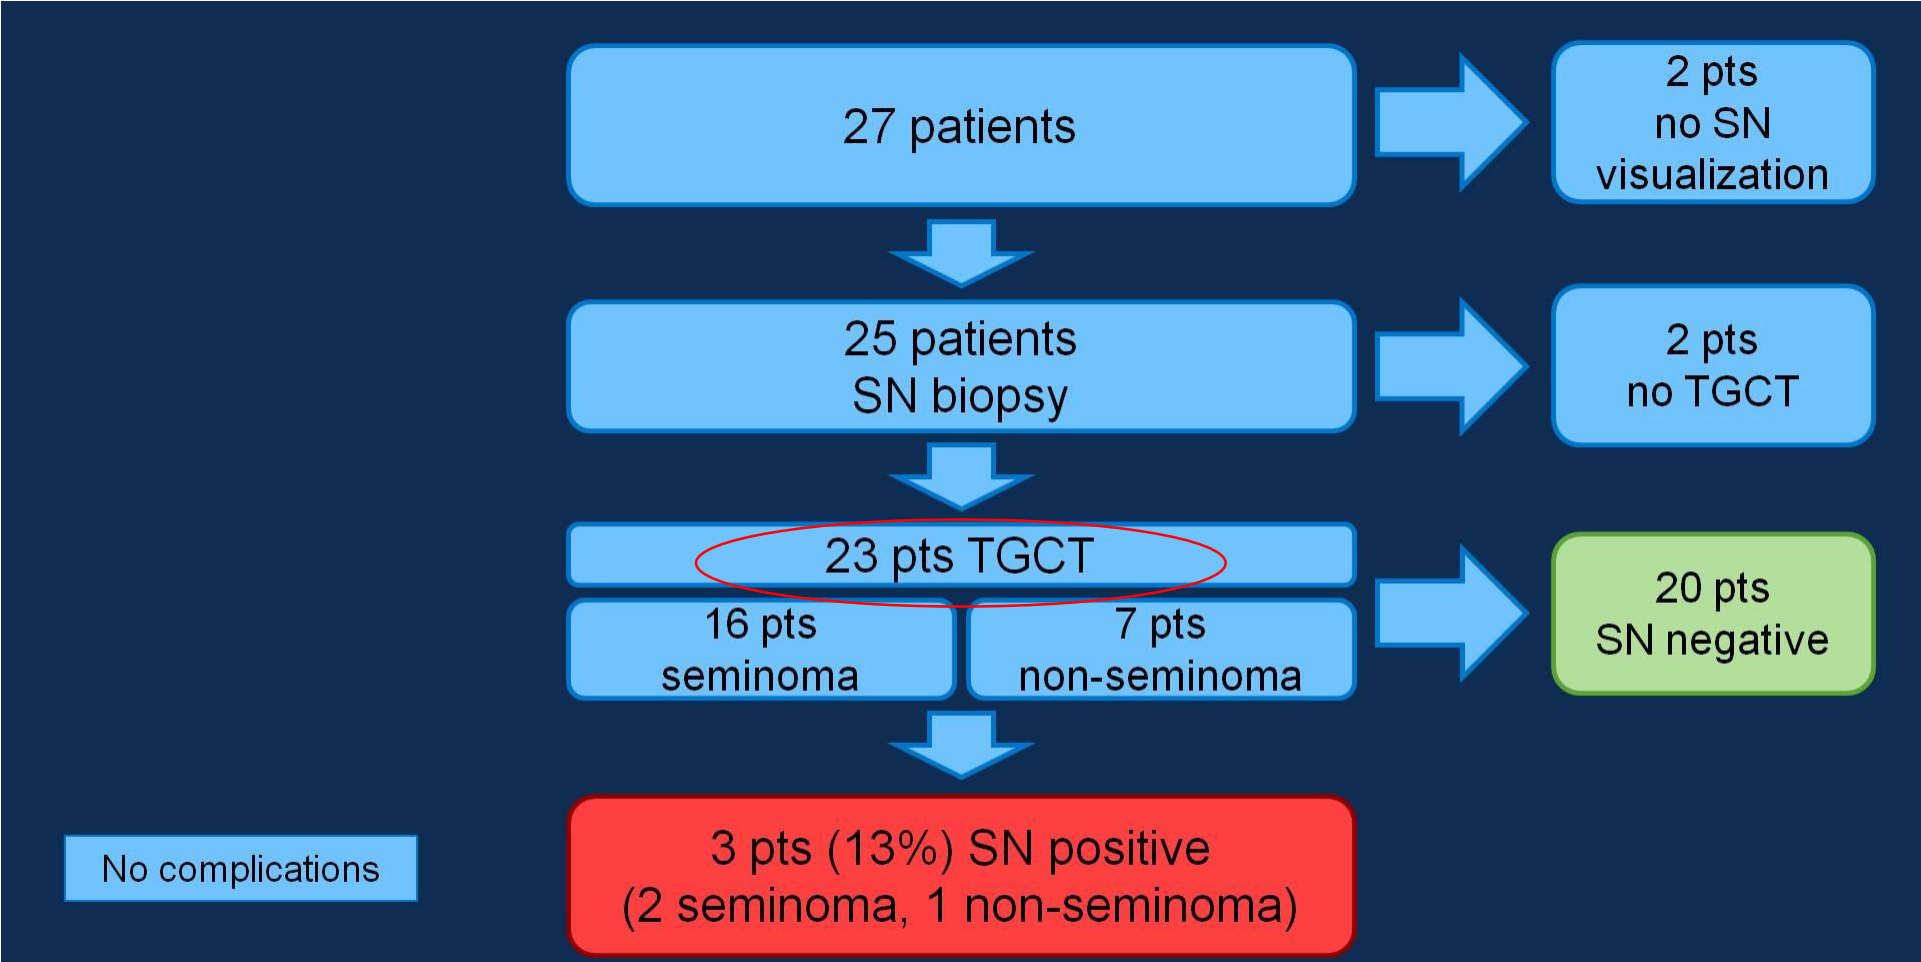 27 patients
2 pts
no SN
visualization
25 patients
SN biopsy
2 pts
no TGCT
23 pts TGCT
16 pts
seminoma
7 pts
non-seminoma
20 pts
SN negative
3 pts (13%) SN positive
(2 seminoma, 1 non-seminoma)
No complications